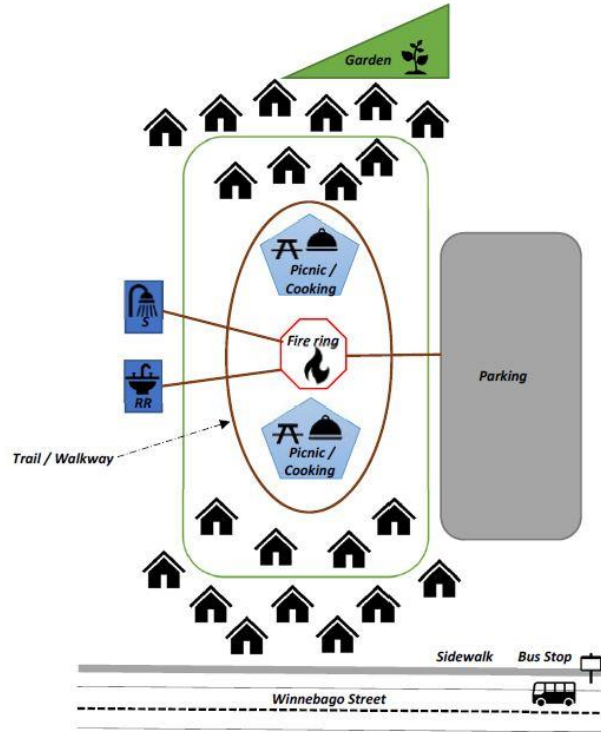 Garden
Picnic /
Cooking
S
Fire ring
Parking
RR
Picnic /
Cooking
Trail / Walkway
Sidewalk
Bus Stop
Winnebago Street